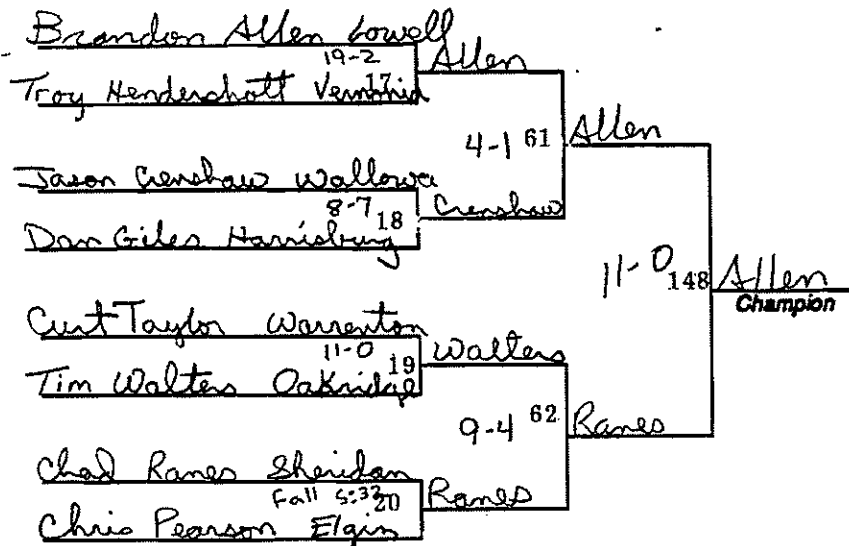 Brandon Allen Lowell
19-2
Allen
Troy Hendershott Vernonia
17
4-1 61
Allen
Jason Crenshaw Wallowa
8-7
18
Crenshaw
Dan Giles Harrisburg
11-0 148
Allen
Champion
Curt Taylor Warrenton
11-0
19
Walters
Tim Walters Oakridge
9-4 62
Ranes
Chad Ranes Sheridan
Fall 5:33
20
Ranes
Chris Pearson Elgin